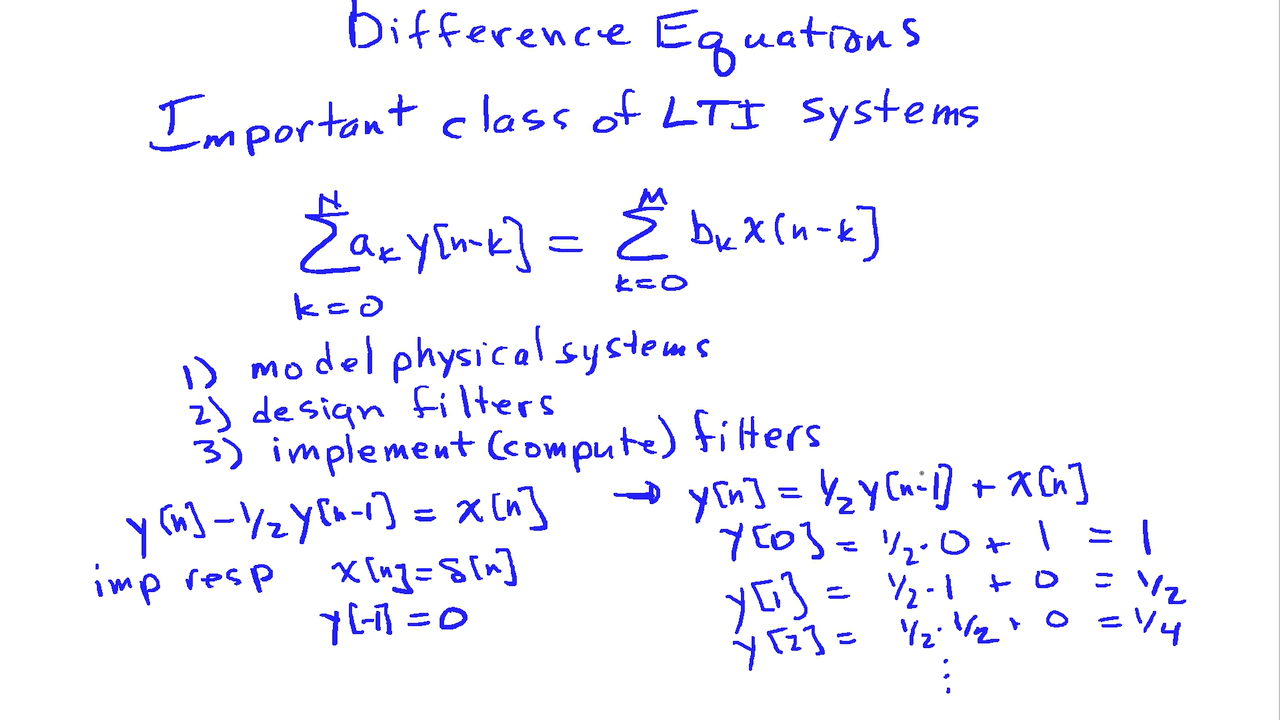 Difference Equations
Important class of LTI systems
N M
∑ a_k y[n-k] = ∑ b_k x[n-k]
k=0 k=0
1) model physical systems
2) design filters
3) implement (compute) filters
y[n] - 1/2 y[n-1] = x[n] → y[n] = 1/2 y[n-1] + x[n]
y[0] = 1/2 · 0 + 1 = 1
imp resp x[n] = δ[n]
y[1] = 1/2 · 1 + 0 = 1/2
y[-1] = 0
y[2] = 1/2 · 1/2 + 0 = 1/4
⋮